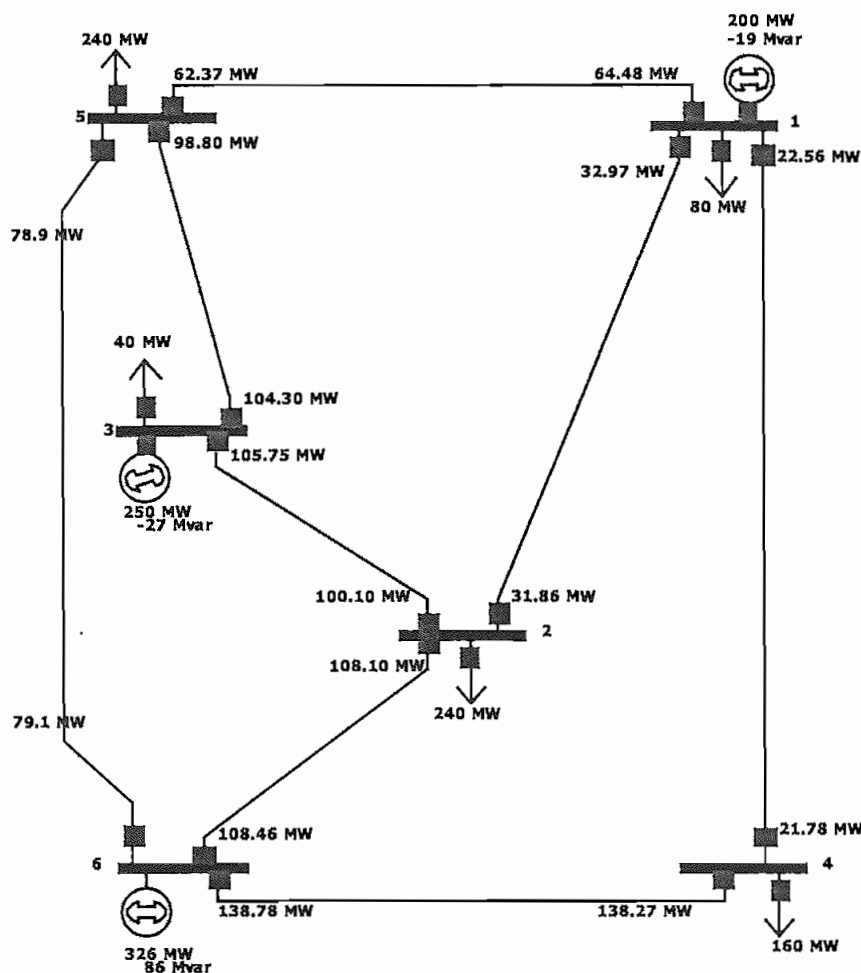 200 MW
-19 Mvar
240 MW
62.37 MW
64.48 MW
5
1
98.80 MW
32.97 MW
22.56 MW
80 MW
78.9 MW
40 MW
104.30 MW
3
105.75 MW
250 MW
-27 Mvar
100.10 MW
31.86 MW
2
108.10 MW
240 MW
79.1 MW
108.46 MW
21.78 MW
6
4
138.78 MW
138.27 MW
326 MW
86 Mvar
160 MW